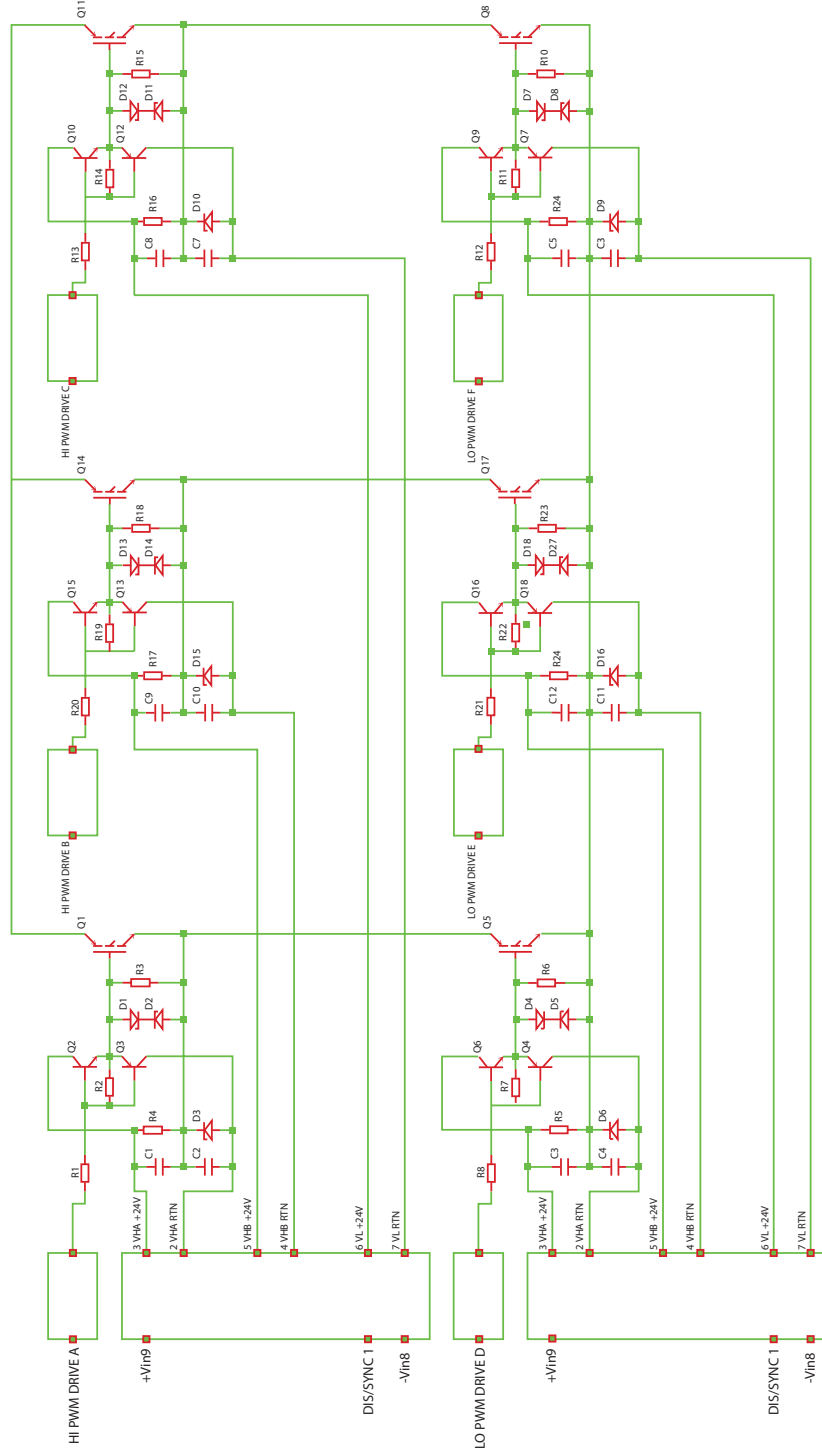 Q11
R15
D12
D11
Q10
Q12
R14
R16
D10
C8
C7
R13
HI PWM DRIVE C
Q8
R10
D7
D8
Q9
Q7
R11
R24
D9
C5
C3
R12
LO PWM DRIVE F
Q14
R18
D13
D14
Q15
Q13
R19
R17
D15
C9
C10
R20
HI PWM DRIVE B
Q17
R23
D18
D27
Q16
Q18
R22
R24
D16
C12
C11
R21
LO PWM DRIVE E
Q1
R3
D1
D2
Q2
Q3
R2
R4
D3
C1
C2
R1
3 VHA +24V
2 VHA RTN
5 VHB +24V
4 VHB RTN
6 VL +24V
7 VL RTN
HI PWM DRIVE A
+Vin9
DIS/SYNC 1
-Vin8
Q5
R6
D4
D5
Q6
Q4
R7
R5
D6
C3
C4
R8
3 VHA +24V
2 VHA RTN
5 VHB +24V
4 VHB RTN
6 VL +24V
7 VL RTN
LO PWM DRIVE D
+Vin9
DIS/SYNC 1
-Vin8